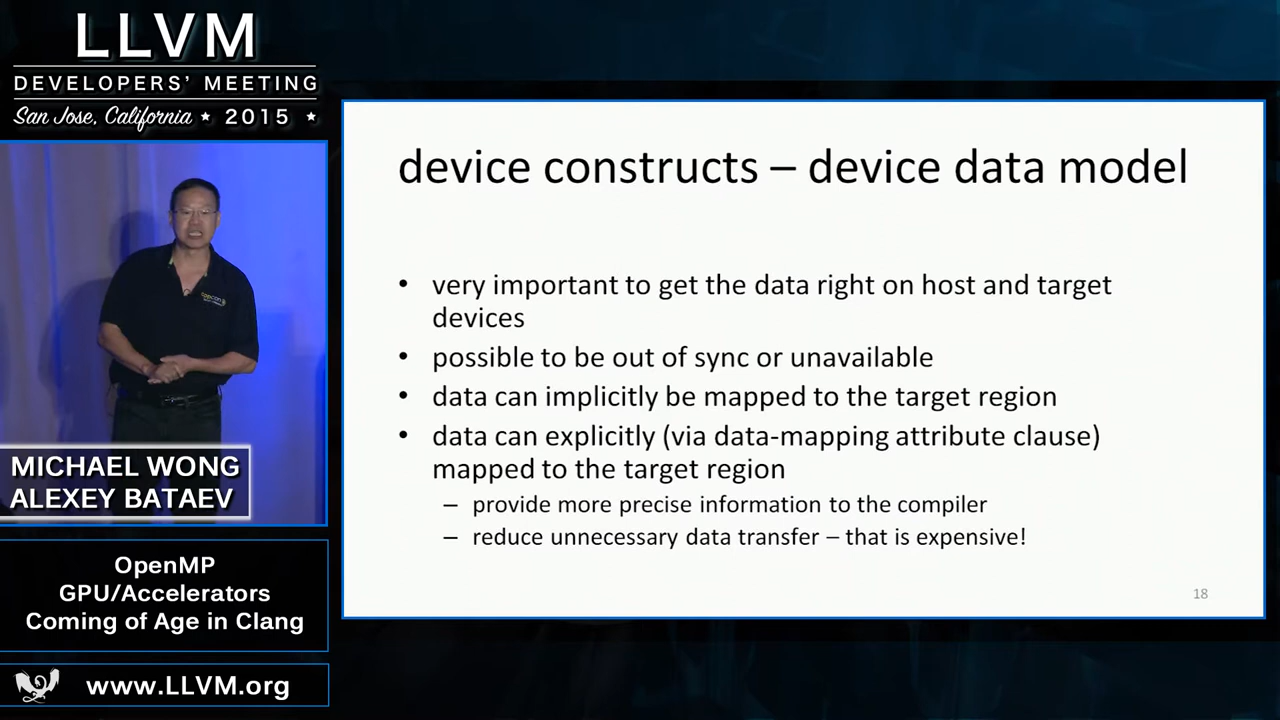 LLVM
DEVELOPERS' MEETING
San Jose, California ★ 2015 ★
MICHAEL WONG
ALEXEY BATAEV
OpenMP
GPU/Accelerators
Coming of Age in Clang
www.LLVM.org
device constructs – device data model
• very important to get the data right on host and target
devices
• possible to be out of sync or unavailable
• data can implicitly be mapped to the target region
• data can explicitly (via data-mapping attribute clause)
mapped to the target region
– provide more precise information to the compiler
– reduce unnecessary data transfer – that is expensive!
18